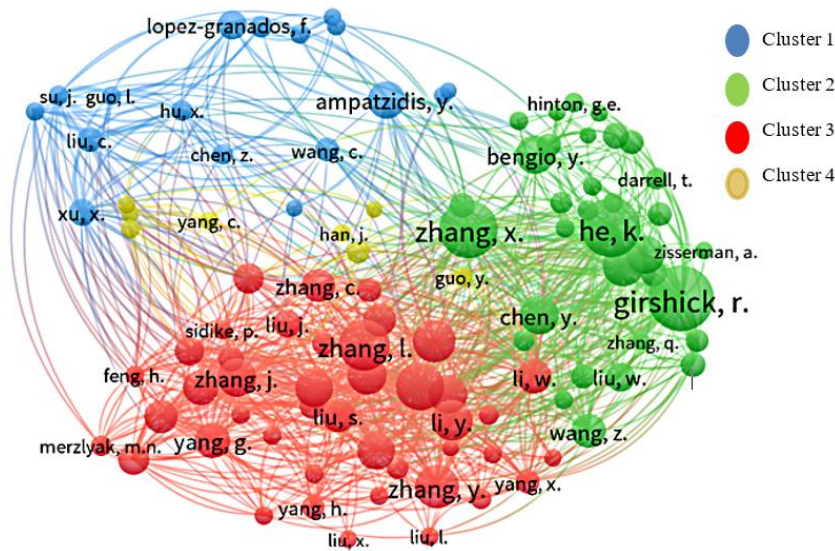 lopez-granados, f.
su, j.
guo, l.
hu, x.
ampatzidis, y.
liu, c.
chen, z.
wang, c.
xu, x.
yang, c.
han, j.
hinton, g.e.
bengio, y.
darrell, t.
zhang, x.
he, k.
zisserman, a.
guo, y.
girshick, r.
chen, y.
zhang, q.
zhang, c.
sidike, p.
liu, j.
zhang, l.
feng, h.
zhang, j.
li, w.
liu, w.
liu, s.
li, y.
wang, z.
merzlyak, m.n.
yang, g.
zhang, y.
yang, x.
yang, h.
liu, x.
liu, l.
Cluster 1
Cluster 2
Cluster 3
Cluster 4